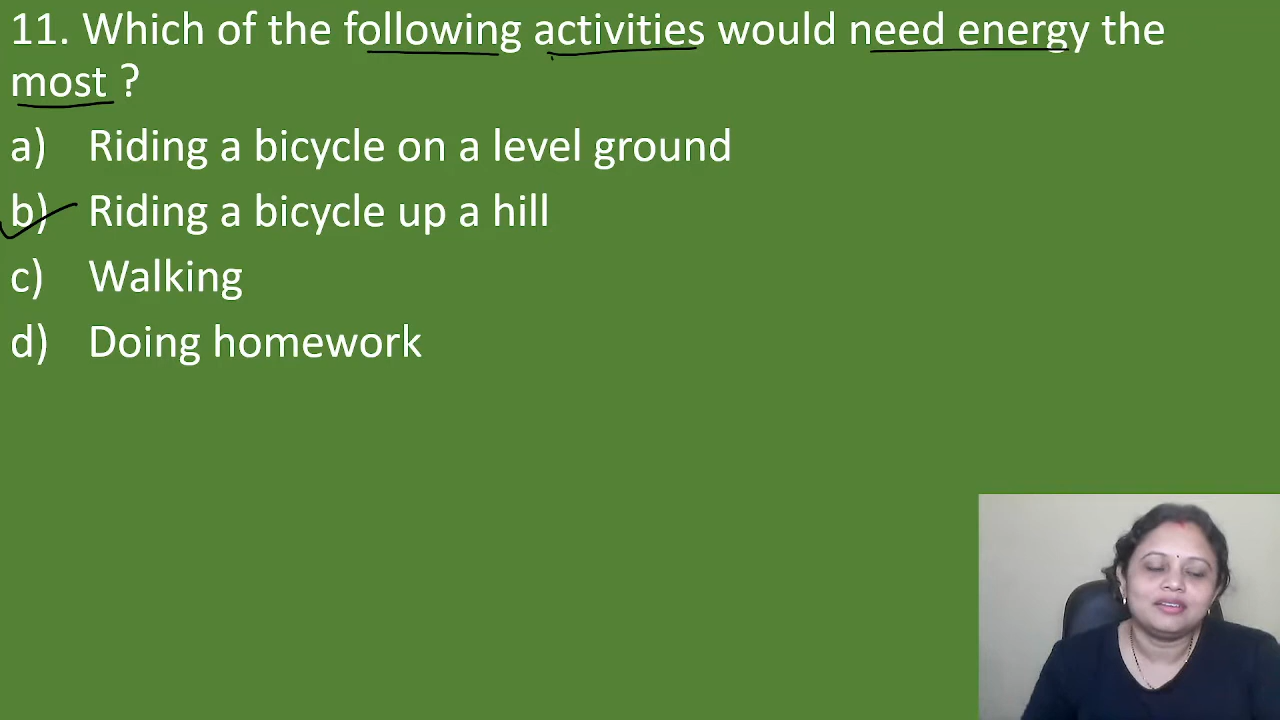 11. Which of the following activities would need energy the
most ?
a) Riding a bicycle on a level ground
b) Riding a bicycle up a hill
c) Walking
d) Doing homework